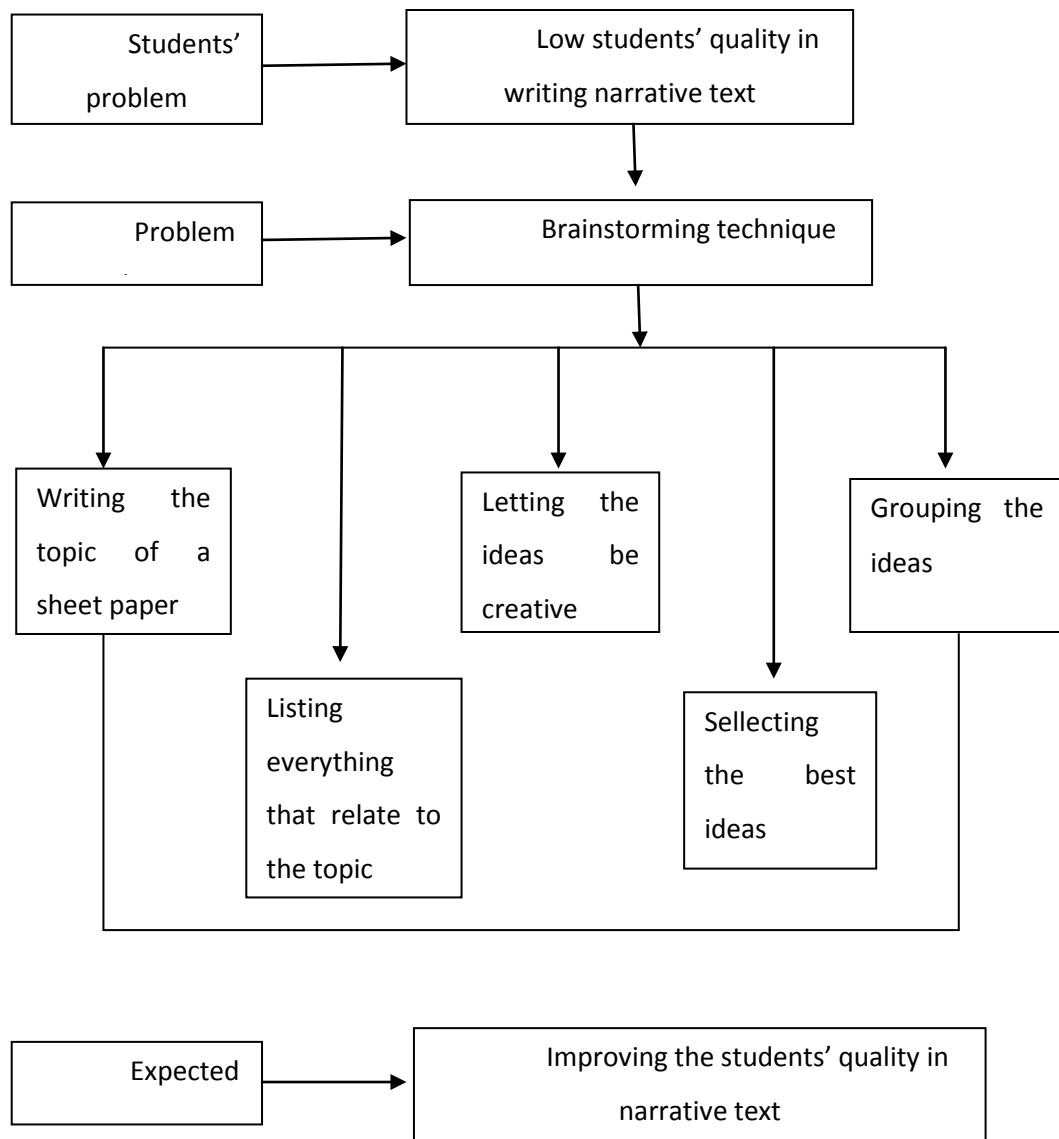 Students’
problem
Low students’ quality in
writing narrative text
Problem
Brainstorming technique
Writing the
topic of a
sheet paper
Listing
everything
that relate to
the topic
Letting the
ideas be
creative
Sellecting
the best
ideas
Grouping the
ideas
Expected
Improving the students’ quality in
narrative text